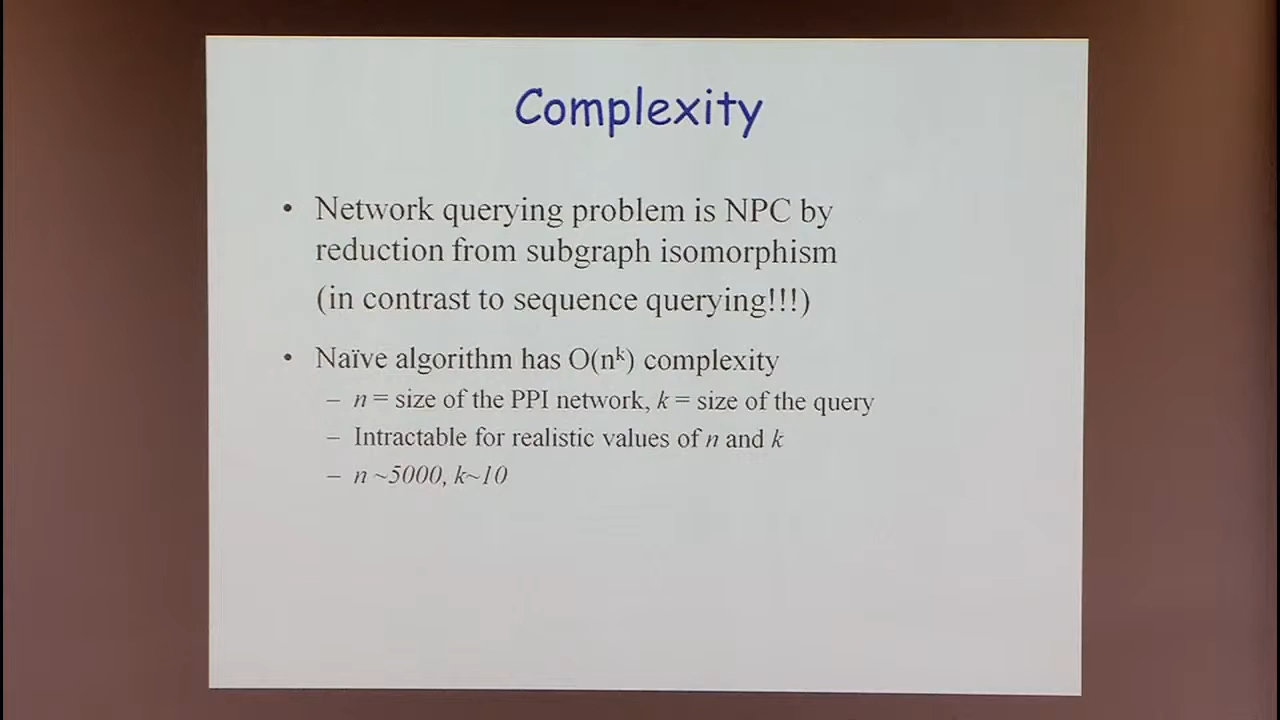 Complexity
• Network querying problem is NPC by
reduction from subgraph isomorphism
(in contrast to sequence querying!!!)
• Naïve algorithm has O(nᵏ) complexity
– n = size of the PPI network, k = size of the query
– Intractable for realistic values of n and k
– n ~5000, k~10